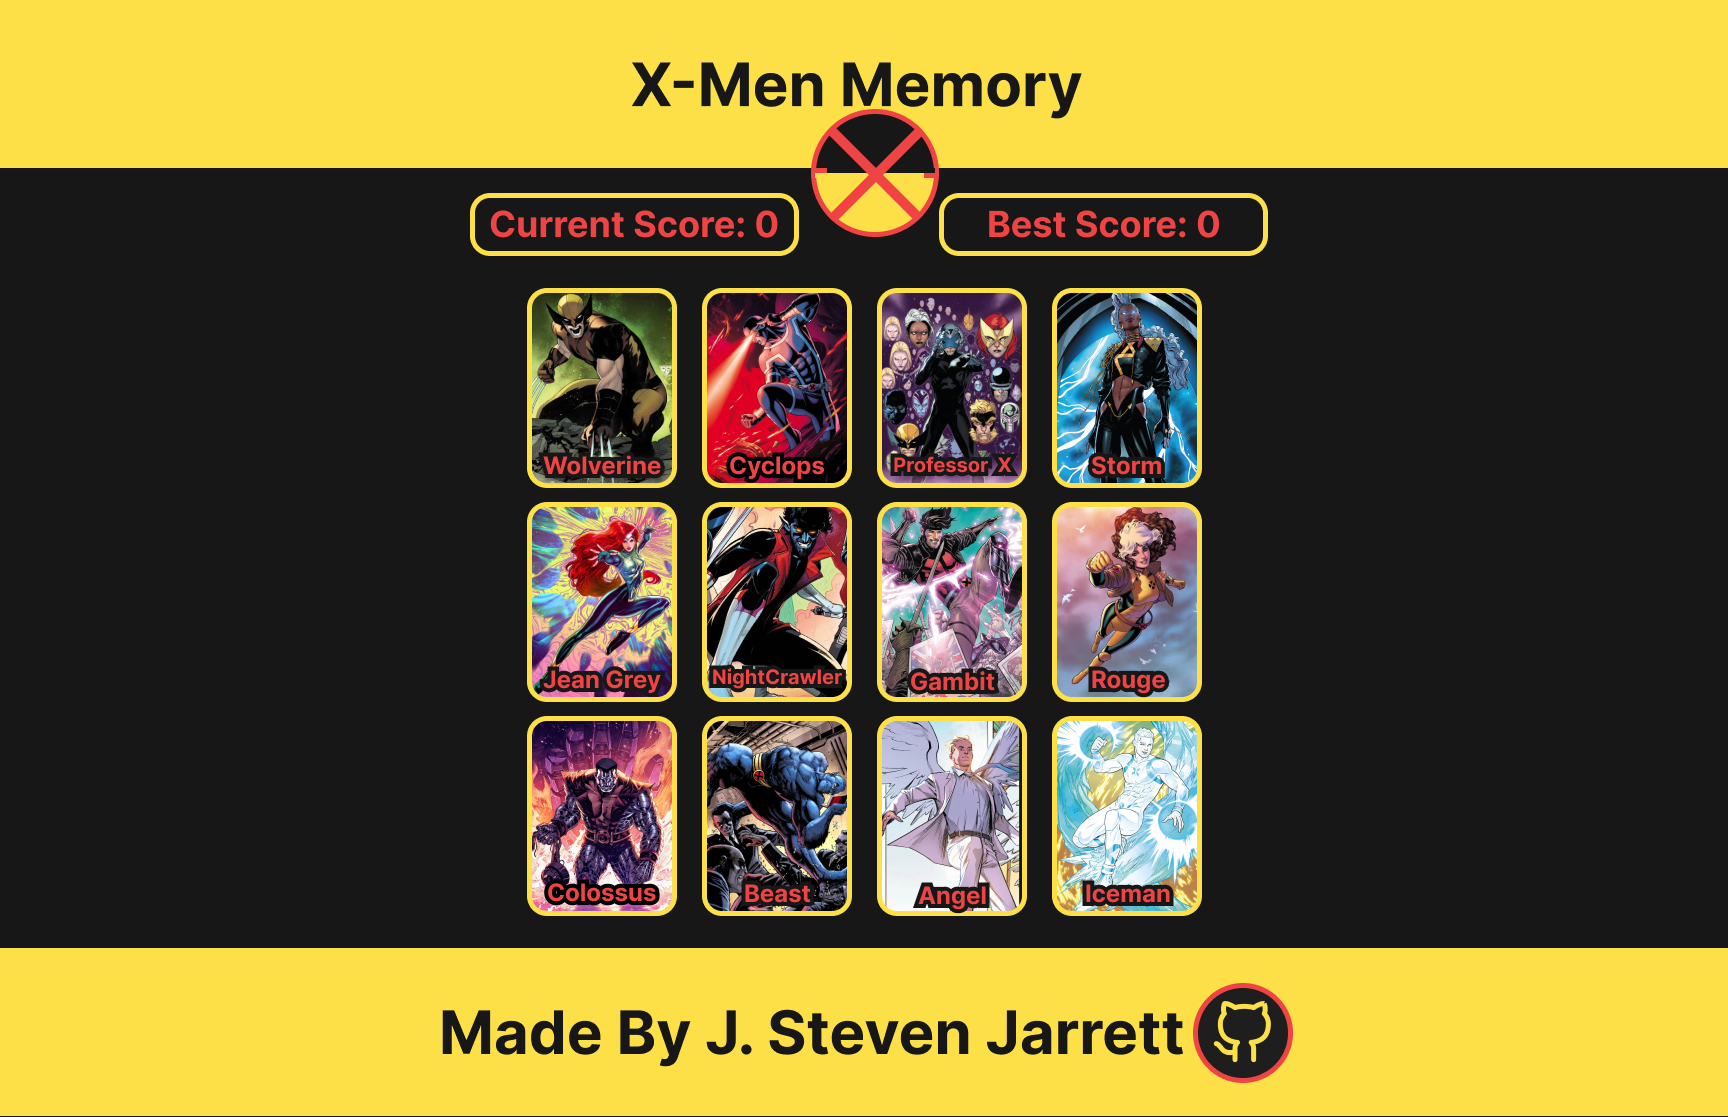 X-Men Memory
Current Score: 0
Best Score: 0
Wolverine
Cyclops
Professor X
Storm
Jean Grey
NightCrawler
Gambit
Rouge
Colossus
Beast
Angel
Iceman
Made By J. Steven Jarrett